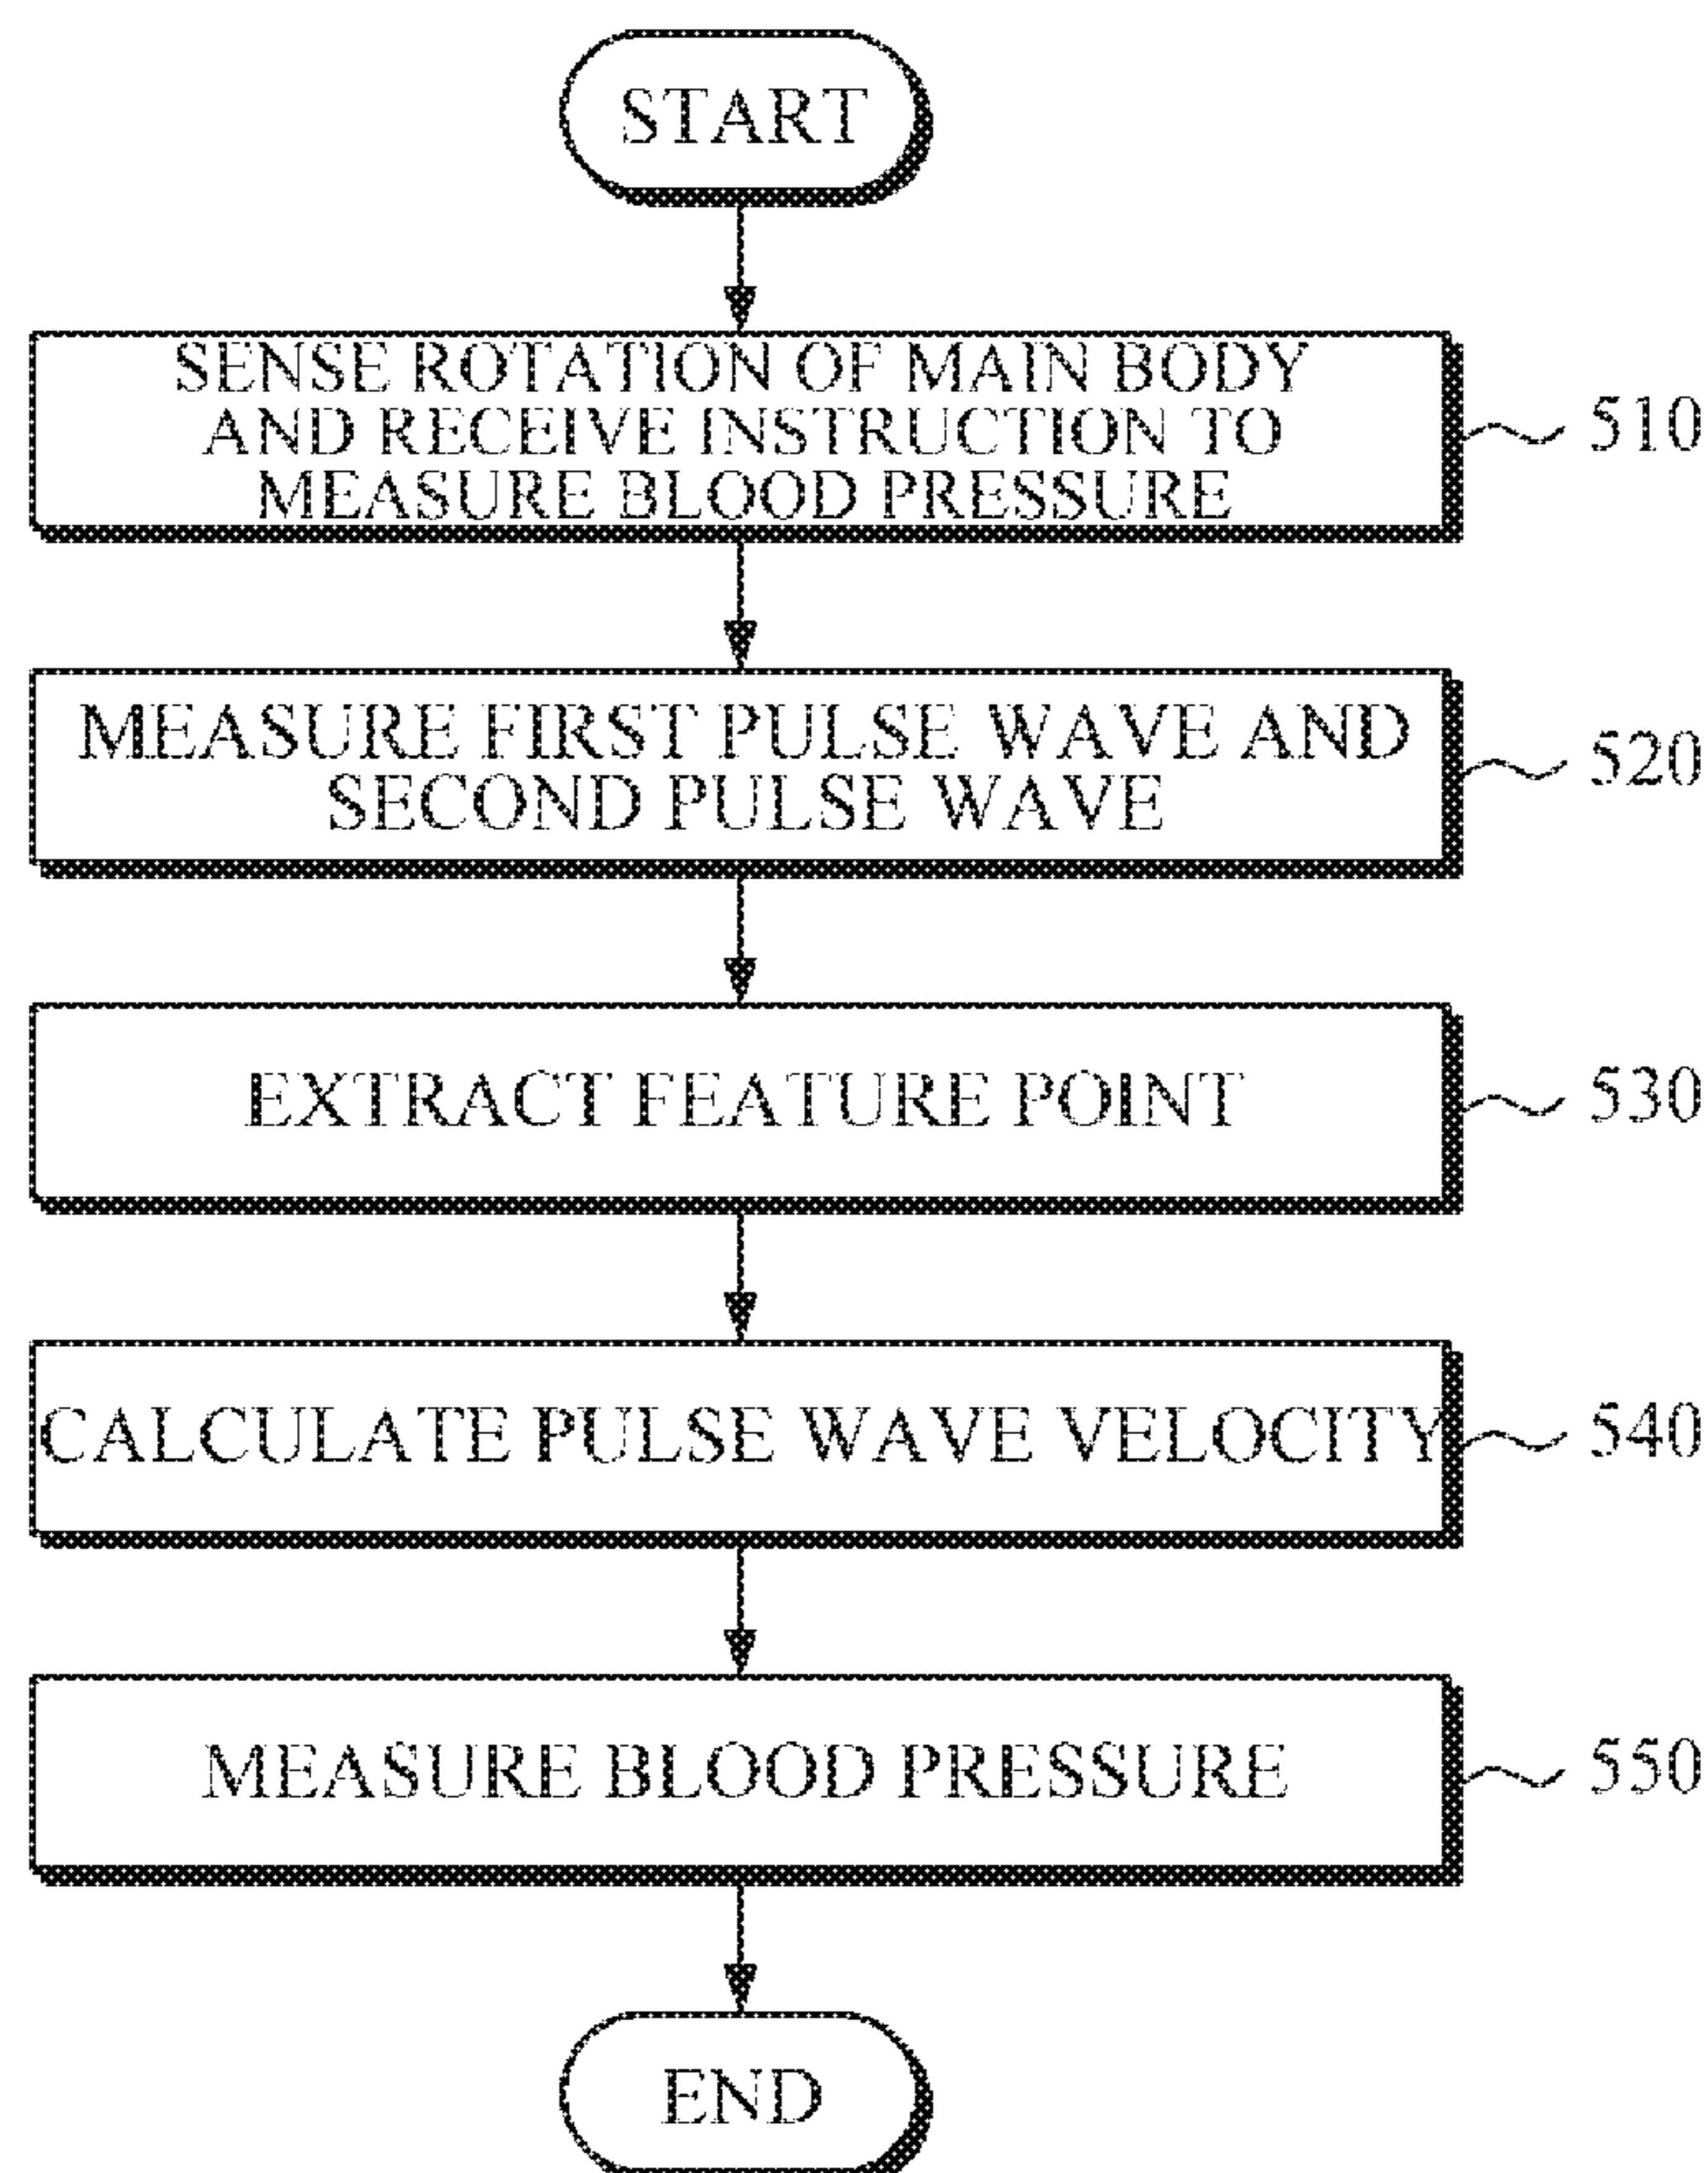 START
SENSE ROTATION OF MAIN BODY
AND RECEIVE INSTRUCTION TO
MEASURE BLOOD PRESSURE
510
MEASURE FIRST PULSE WAVE AND
SECOND PULSE WAVE
520
EXTRACT FEATURE POINT
530
CALCULATE PULSE WAVE VELOCITY
540
MEASURE BLOOD PRESSURE
550
END